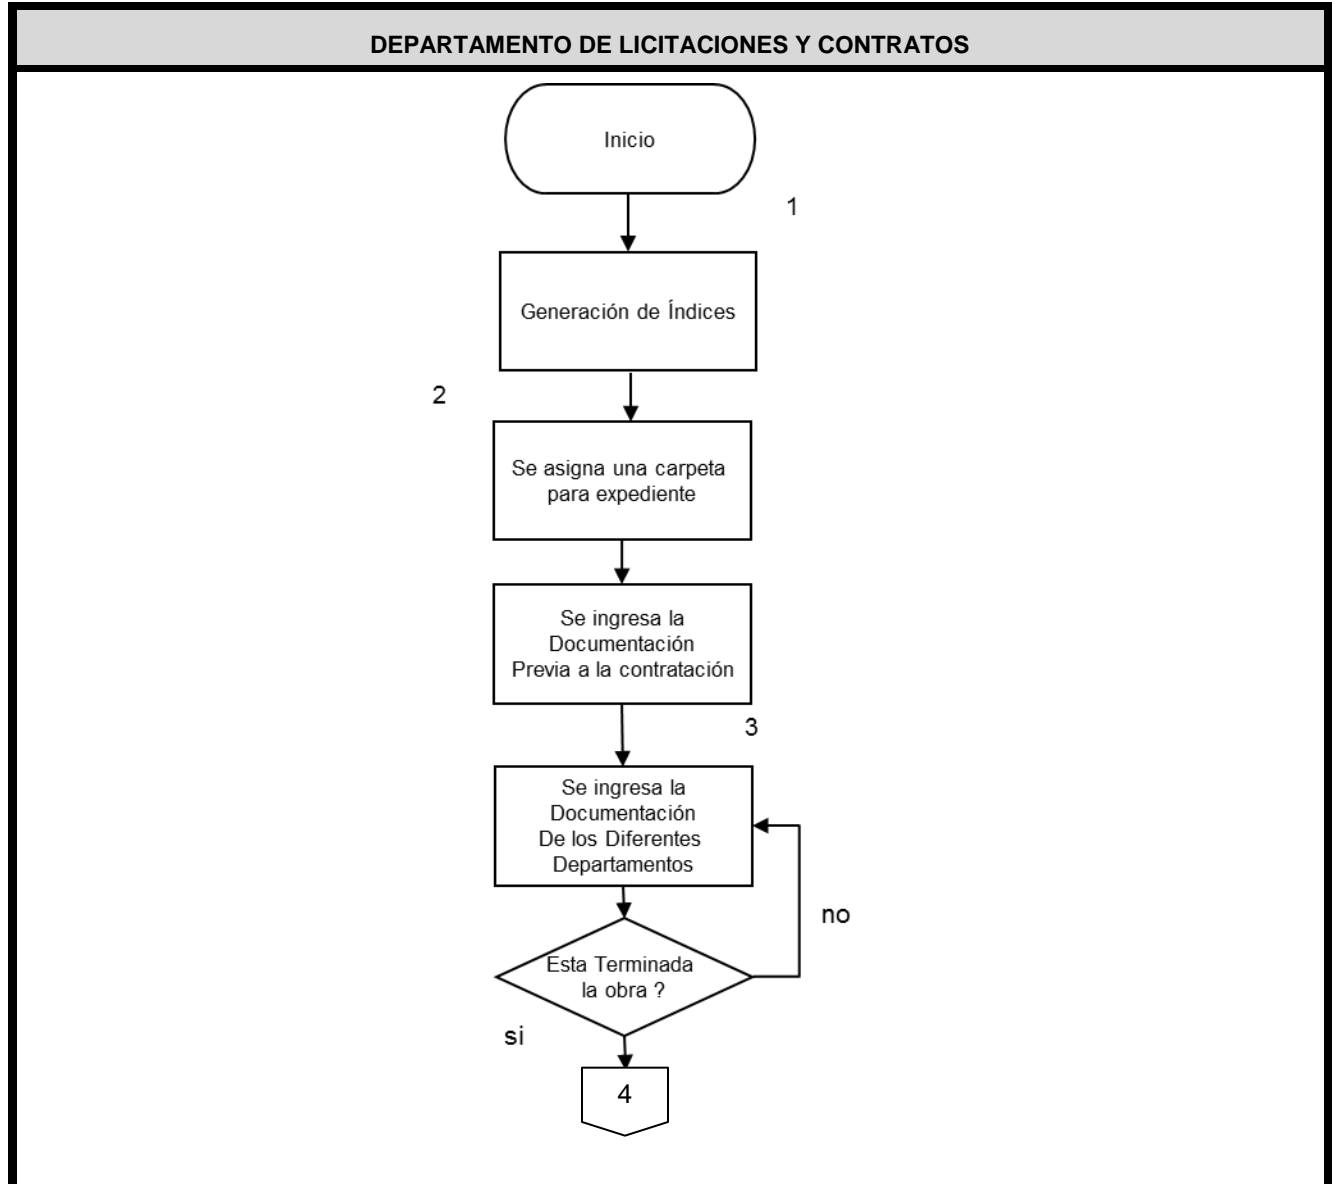 DEPARTAMENTO DE LICITACIONES Y CONTRATOS
Inicio
1
Generación de Índices
2
Se asigna una carpeta
para expediente
Se ingresa la
Documentación
Previa a la contratación
3
Se ingresa la
Documentación
De los Diferentes
Departamentos
no
Esta Terminada
la obra ?
si
4